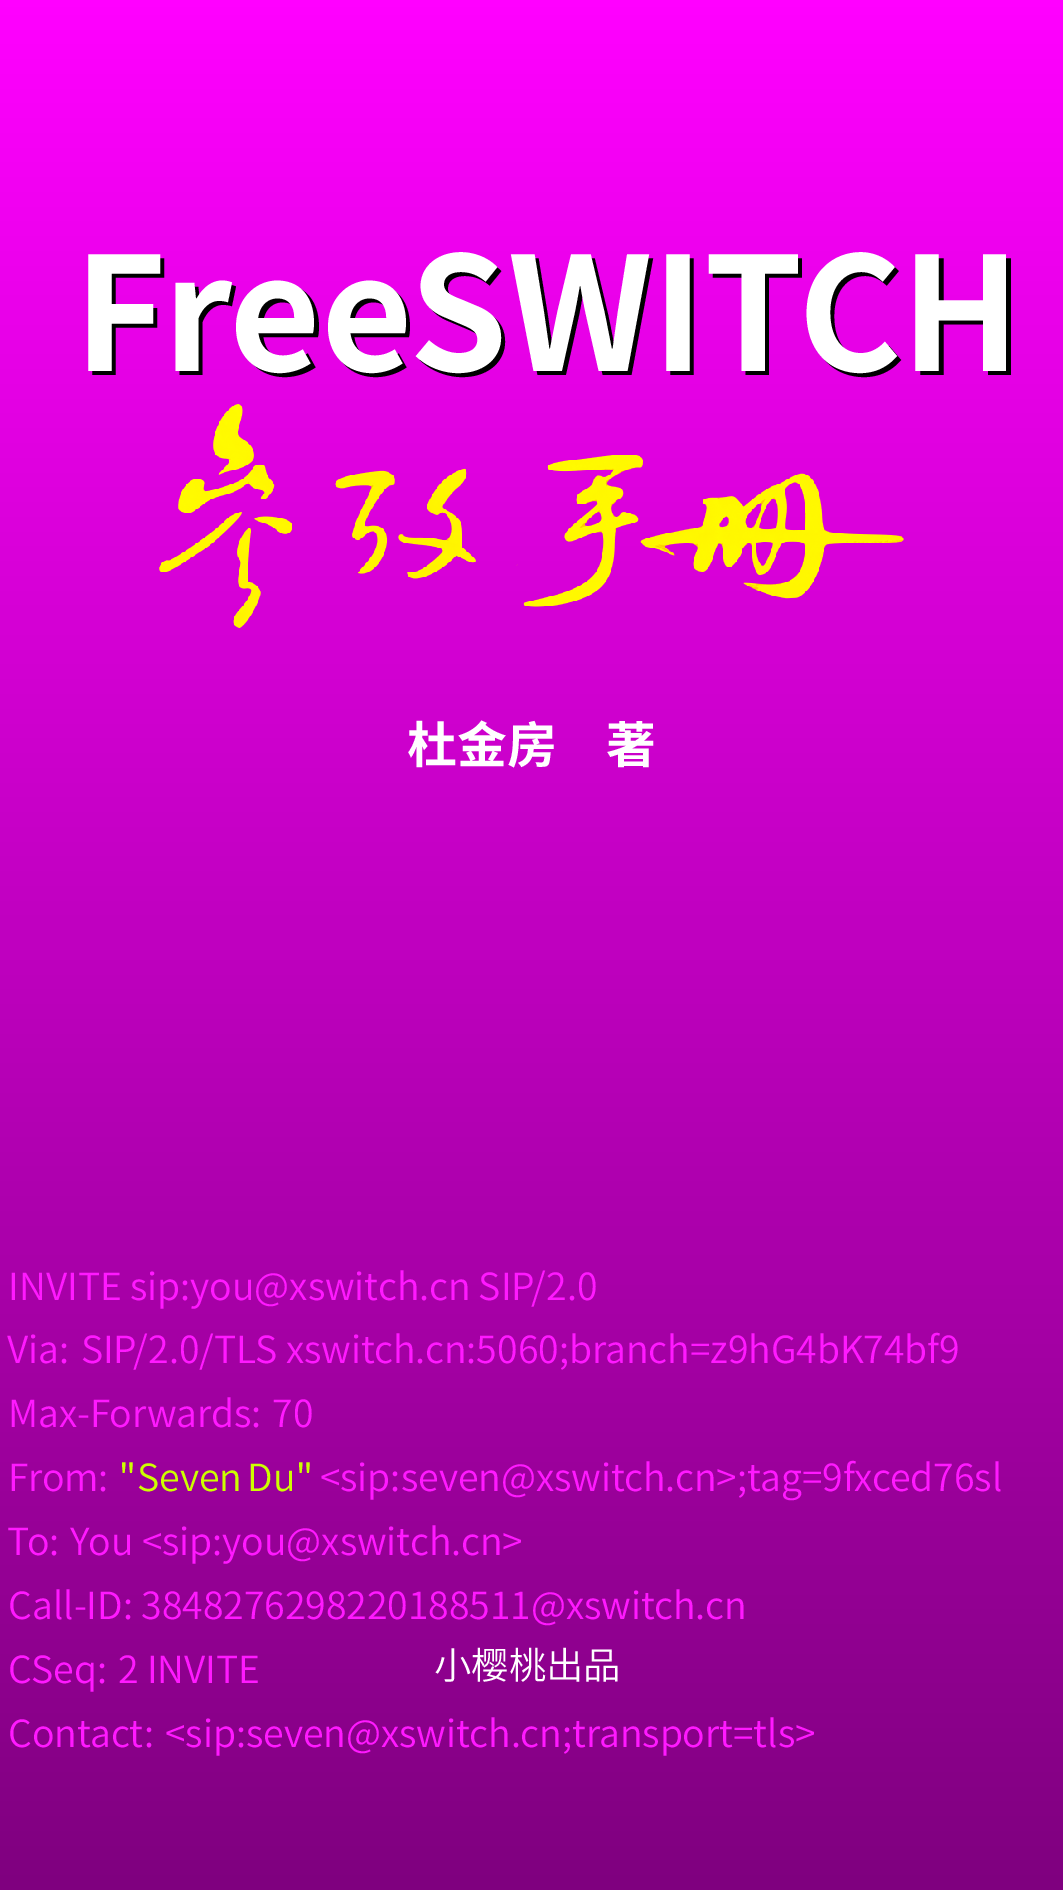 FreeSWITCH
参攷手册
杜金房 著
INVITE sip:you@xswitch.cn SIP/2.0
Via: SIP/2.0/TLS xswitch.cn:5060;branch=z9hG4bK74bf9
Max-Forwards: 70
From: "Seven Du" <sip:seven@xswitch.cn>;tag=9fxced76sl
To: You <sip:you@xswitch.cn>
Call-ID: 3848276298220188511@xswitch.cn
CSeq: 2 INVITE
小樱桃出品
Contact: <sip:seven@xswitch.cn;transport=tls>